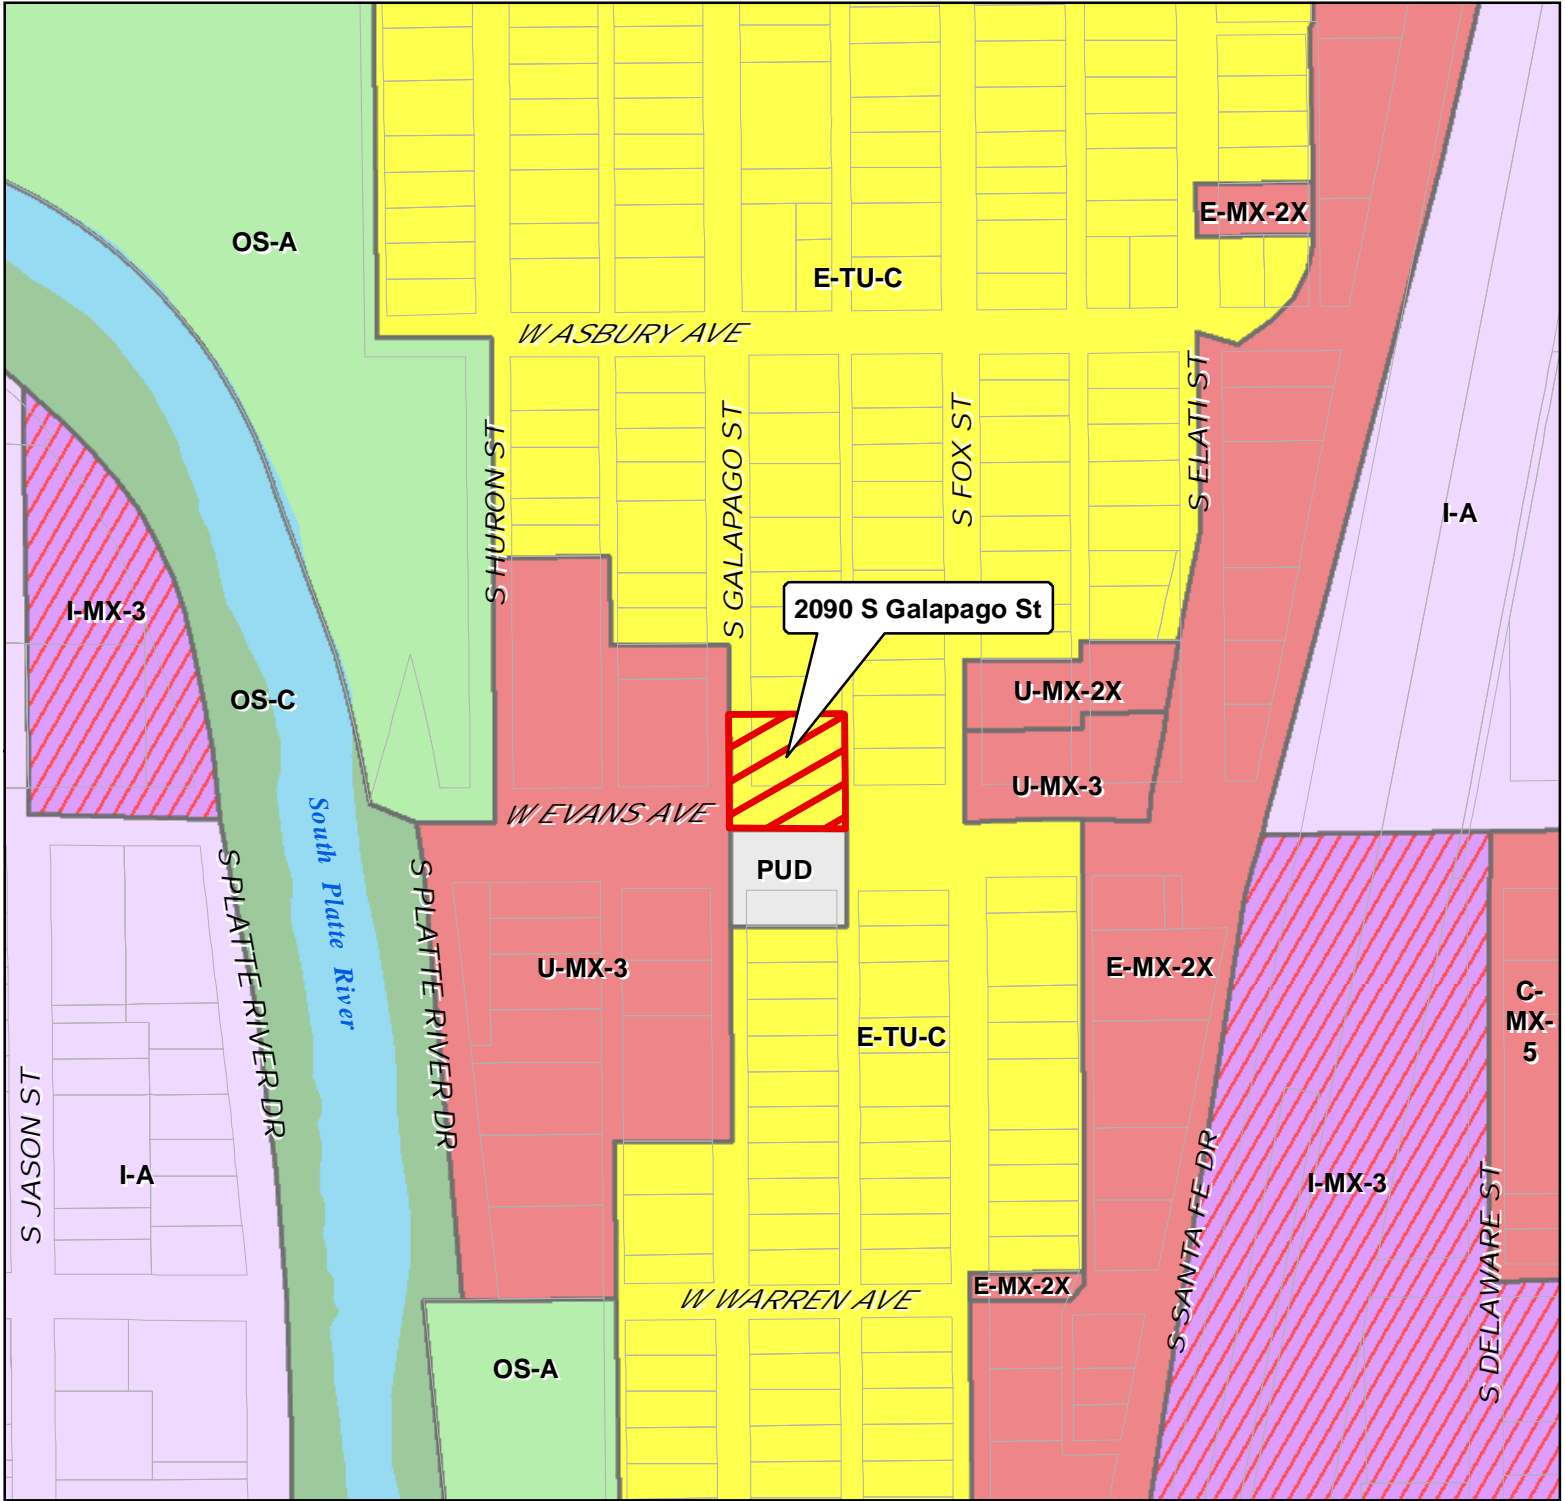 E-MX-2X
OS-A
E-TU-C
W ASBURY AVE
S HURON ST
S GALAPAGO ST
S FOX ST
S ELATI ST
I-A
2090 S Galapago St
I-MX-3
OS-C
U-MX-2X
U-MX-3
W EVANS AVE
South Platte River
S PLATTE RIVER DR
S PLATTE RIVER DR
PUD
U-MX-3
E-MX-2X
C-
MX-
5
E-TU-C
S JASON ST
I-A
S SANTA FE DR
I-MX-3
S DELAWARE ST
E-MX-2X
W WARREN AVE
OS-A